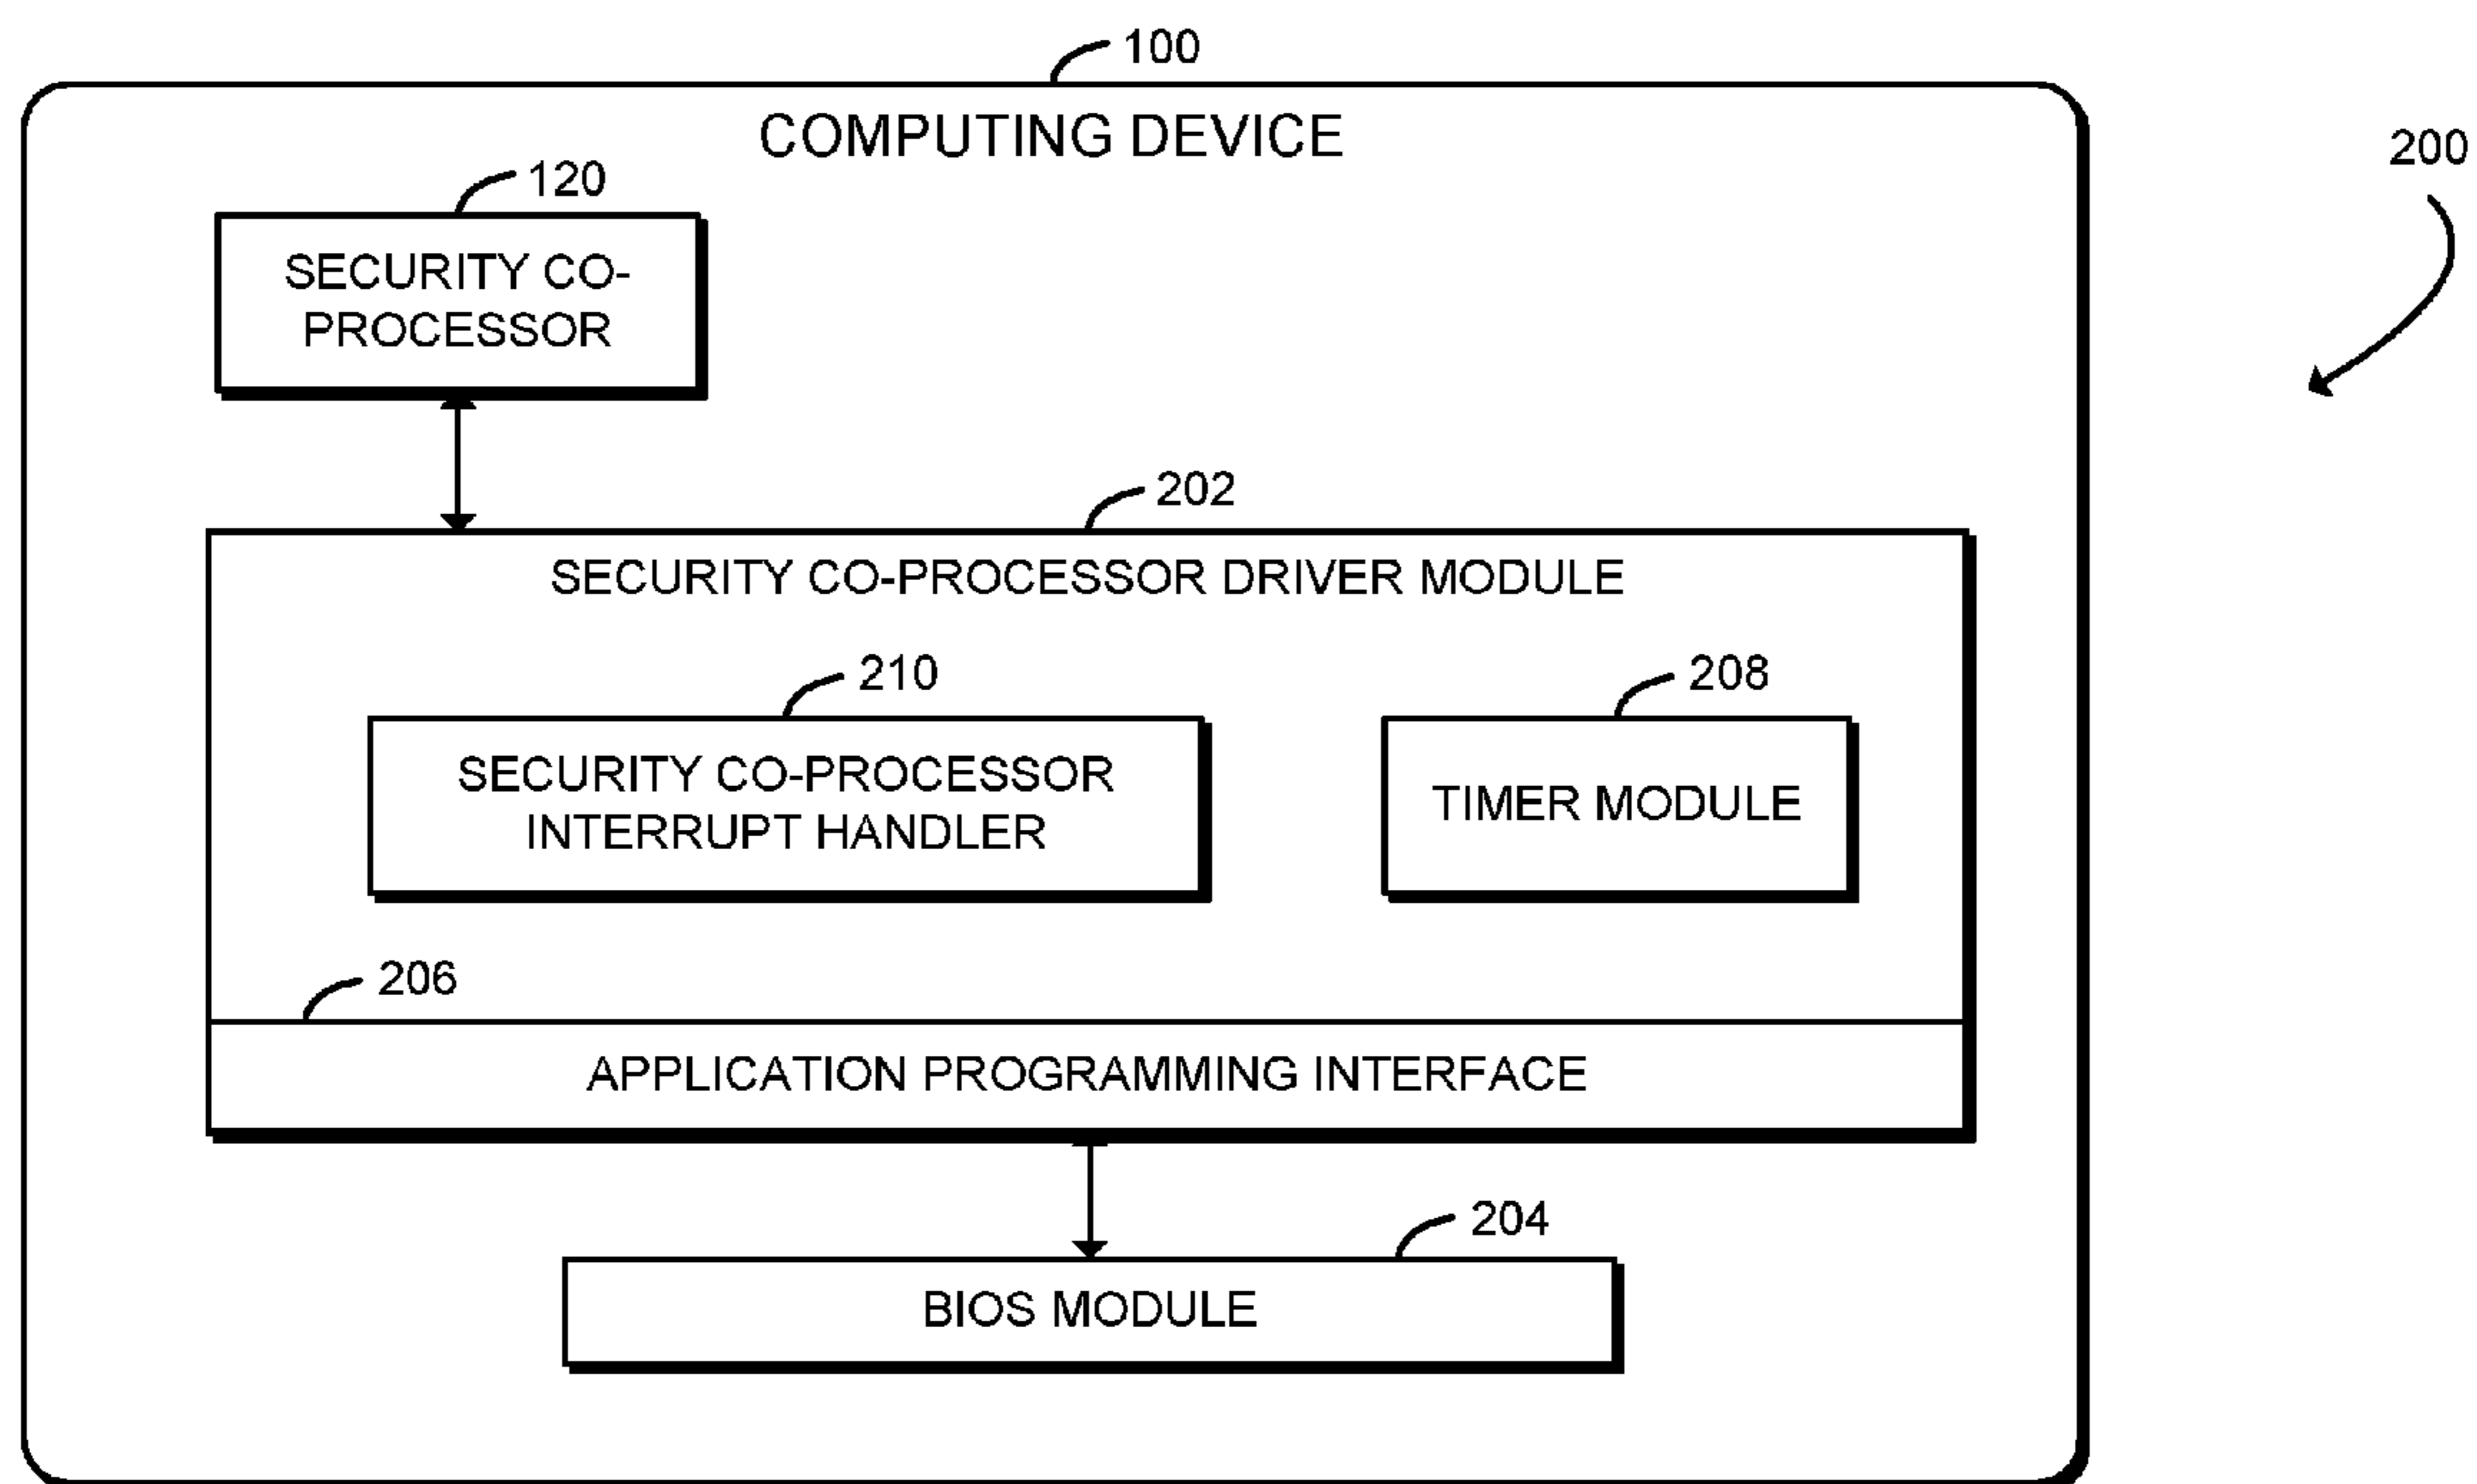 100
COMPUTING DEVICE
200
120
SECURITY CO-
PROCESSOR
202
SECURITY CO-PROCESSOR DRIVER MODULE
210
SECURITY CO-PROCESSOR
INTERRUPT HANDLER
208
TIMER MODULE
206
APPLICATION PROGRAMMING INTERFACE
204
BIOS MODULE